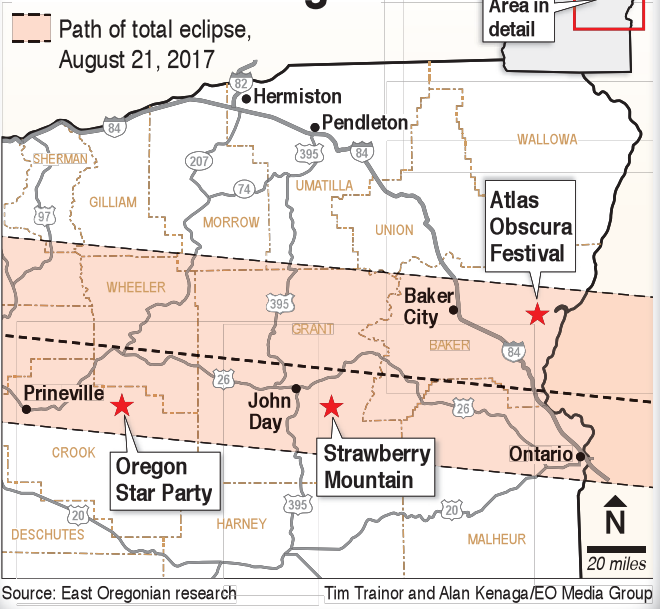 Area in
detail
Path of total eclipse,
August 21, 2017
82
Hermiston
84
Pendleton
WALLOWA
SHERMAN
207
395
84
74
UMATILLA
GILLIAM
97
MORROW
UNION
Atlas
Obscura
Festival
WHEELER
395
Baker
City
GRANT
BAKER
84
26
Prineville
John
Day
26
CROOK
Oregon
Star Party
Strawberry
Mountain
Ontario
395
20
20
HARNEY
DESCHUTES
MALHEUR
N
20 miles
Source: East Oregonian research
Tim Trainor and Alan Kenaga/EO Media Group